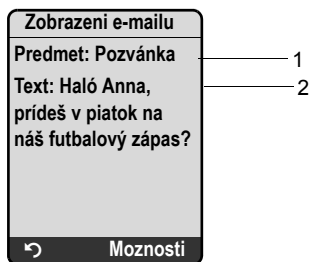 Zobrazeni e-mailu
Predmet: Pozvánka
1
Text: Haló Anna,
2
prídeš v piatok na
náš futbalový zápas?
Moznosti